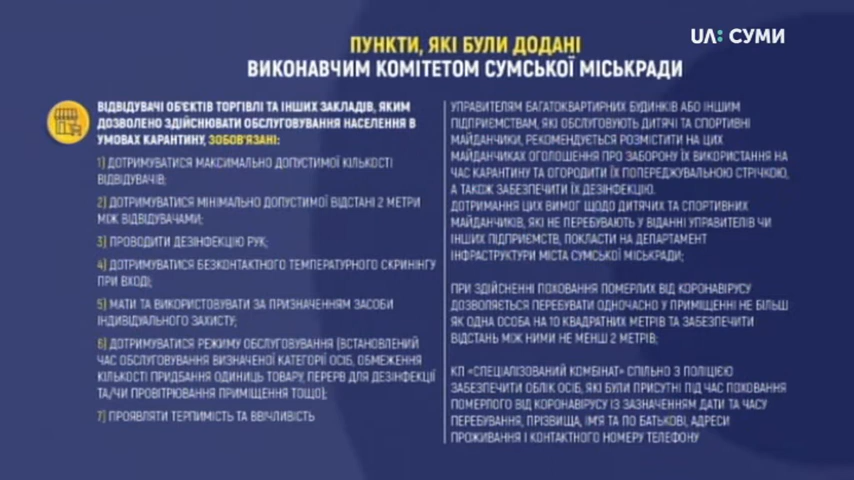 ПУНКТИ, ЯКІ БУЛИ ДОДАНІ
ВИКОНАВЧИМ КОМІТЕТОМ СУМСЬКОЇ МІСЬКРАДИ
UA: СУМИ
ВІДВІДУВАЧІ ОБ'ЄКТІВ ТОРГІВЛІ ТА ІНШИХ ЗАКЛАДІВ, ЯКИМ
ДОЗВОЛЕНО ЗДІЙСНЮВАТИ ОБСЛУГОВУВАННЯ НАСЕЛЕННЯ В
УМОВАХ КАРАНТИНУ, ЗОБОВ'ЯЗАНІ:
1) ДОТРИМУВАТИСЯ МАКСИМАЛЬНО ДОПУСТИМОЇ КІЛЬКОСТІ
ВІДВІДУВАЧІВ;
2) ДОТРИМУВАТИСЯ МІНІМАЛЬНО ДОПУСТИМОЇ ВІДСТАНІ 2 МЕТРИ
МІЖ ВІДВІДУВАЧАМИ;
3) ПРОВОДИТИ ДЕЗІНФЕКЦІЮ РУК;
4) ДОТРИМУВАТИСЯ БЕЗКОНТАКТНОГО ТЕМПЕРАТУРНОГО СКРИНІНГУ
ПРИ ВХОДІ;
5) МАТИ ТА ВИКОРИСТОВУВАТИ ЗА ПРИЗНАЧЕННЯМ ЗАСОБИ
ІНДИВІДУАЛЬНОГО ЗАХИСТУ;
6) ДОТРИМУВАТИСЯ РЕЖИМУ ОБСЛУГОВУВАННЯ (ВСТАНОВЛЕНИЙ
ЧАС ОБСЛУГОВУВАННЯ ВИЗНАЧЕНОЇ КАТЕГОРІЇ ОСІБ, ОБМЕЖЕННЯ
КІЛЬКОСТІ ПРИДБАННЯ ОДИНИЦЬ ТОВАРУ, ПЕРЕРВ ДЛЯ ДЕЗІНФЕКЦІЇ
ТА/ЧИ ПРОВІТРЮВАННЯ ПРИМІЩЕННЯ ТОЩО);
7) ПРОЯВЛЯТИ ТЕРПИМІСТЬ ТА ВВІЧЛИВІСТЬ
УПРАВИТЕЛЯМ БАГАТОКВАРТИРНИХ БУДИНКІВ АБО ІНШИМ
ПІДПРИЄМСТВАМ, ЯКІ ОБСЛУГОВУЮТЬ ДИТЯЧІ ТА СПОРТИВНІ
МАЙДАНЧИКИ, РЕКОМЕНДУЄТЬСЯ РОЗМІСТИТИ НА ЦИХ
МАЙДАНЧИКАХ ОГОЛОШЕННЯ ПРО ЗАБОРОНУ ЇХ ВИКОРИСТАННЯ НА
ЧАС КАРАНТИНУ ТА ОГОРОДИТИ ЇХ ПОПЕРЕДЖУВАЛЬНОЮ СТРІЧКОЮ,
А ТАКОЖ ЗАБЕЗПЕЧИТИ ЇХ ДЕЗІНФЕКЦІЮ.
ДОТРИМАННЯ ЦИХ ВИМОГ ЩОДО ДИТЯЧИХ ТА СПОРТИВНИХ
МАЙДАНЧИКІВ, ЯКІ НЕ ПЕРЕБУВАЮТЬ У ВІДАННІ УПРАВИТЕЛІВ ЧИ
ІНШИХ ПІДПРИЄМСТВ, ПОКЛАСТИ НА ДЕПАРТАМЕНТ
ІНФРАСТРУКТУРИ МІСТА СУМСЬКОЇ МІСЬКРАДИ;
ПРИ ЗДІЙСНЕННІ ПОХОВАННЯ ПОМЕРЛИХ ВІД КОРОНАВІРУСУ
ДОЗВОЛЯЄТЬСЯ ПЕРЕБУВАТИ ОДНОЧАСНО У ПРИМІЩЕННІ НЕ БІЛЬШ
ЯК ОДНА ОСОБА НА 10 КВАДРАТНИХ МЕТРІВ ТА ЗАБЕЗПЕЧИТИ
ВІДСТАНЬ МІЖ НИМИ НЕ МЕНШ 2 МЕТРІВ;
КП «СПЕЦІАЛІЗОВАНИЙ КОМБІНАТ» СПІЛЬНО З ПОЛІЦІЄЮ
ЗАБЕЗПЕЧИТИ ОБЛІК ОСІБ, ЯКІ БУЛИ ПРИСУТНІ ПІД ЧАС ПОХОВАННЯ
ПОМЕРЛОГО ВІД КОРОНАВІРУСУ ІЗ ЗАЗНАЧЕННЯМ ДАТИ ТА ЧАСУ
ПЕРЕБУВАННЯ, ПРІЗВИЩА, ІМ'Я ТА ПО БАТЬКОВІ, АДРЕСИ
ПРОЖИВАННЯ І КОНТАКТНОГО НОМЕРУ ТЕЛЕФОНУ